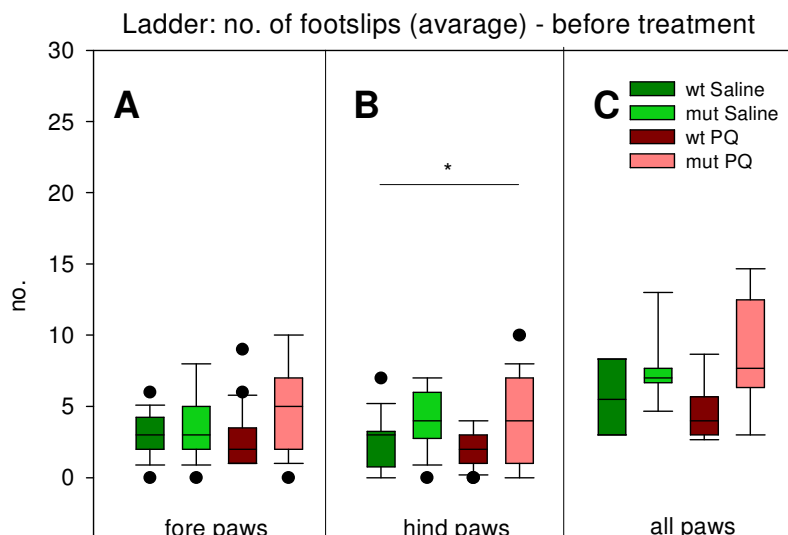 Ladder: no. of footslips (avarage) - before treatment
30
25
20
15
10
5
0
no.
A
B
C
*
wt Saline
mut Saline
wt PQ
mut PQ
fore paws
hind paws
all paws